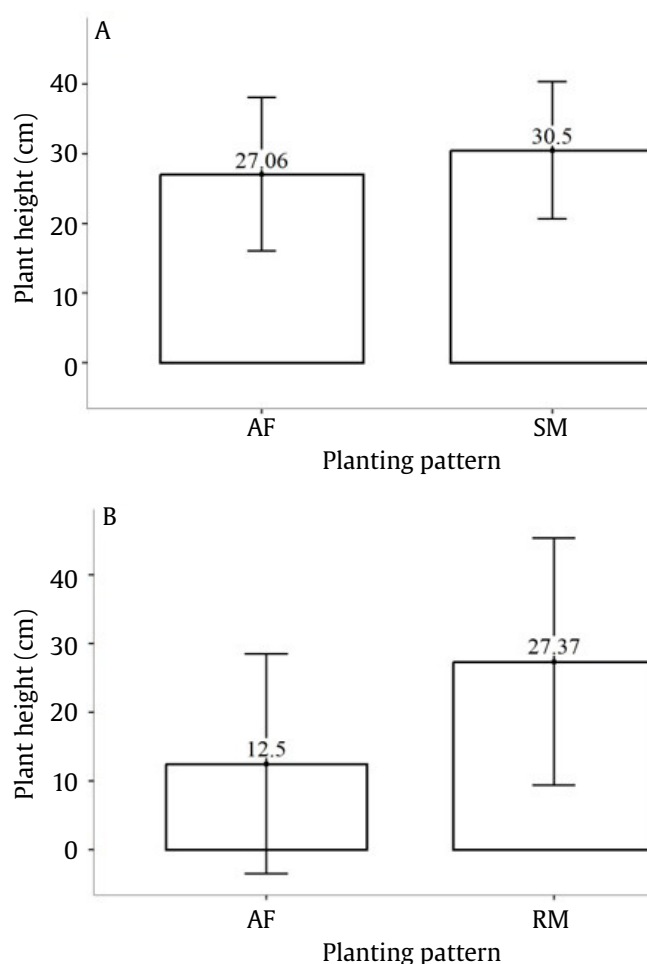 A
Plant height (cm)
40
30
20
10
0
27.06
30.5
AF
SM
Planting pattern
B
Plant height (cm)
40
30
20
10
0
12.5
27.37
AF
RM
Planting pattern